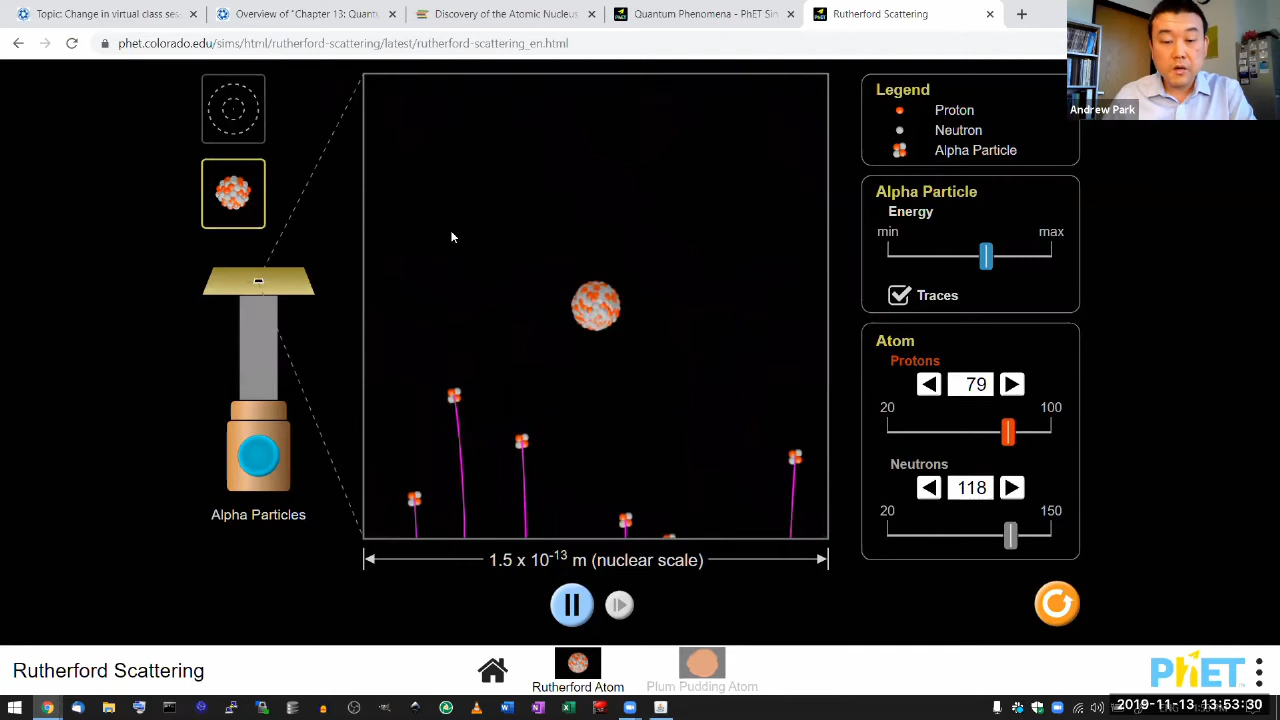 Topic: Change in virtual class ses
Overview of "Chapter 13: Quant
Discovery of the Atomic Nucleus
Quantum Phenomena - PhET Sim
Rutherford Scattering
phet.colorado.edu/sims/html/rutherford-scattering/latest/rutherford-scattering_en.html
Andrew Park
Legend
Proton
Neutron
Alpha Particle
Alpha Particle
Energy
min max
Traces
Atom
Protons
79
20 100
Neutrons
118
20 150
Alpha Particles
1.5 x 10-13 m (nuclear scale)
Rutherford Scattering
Rutherford Atom
Plum Pudding Atom
PhET
2019-11-13 13:53:30